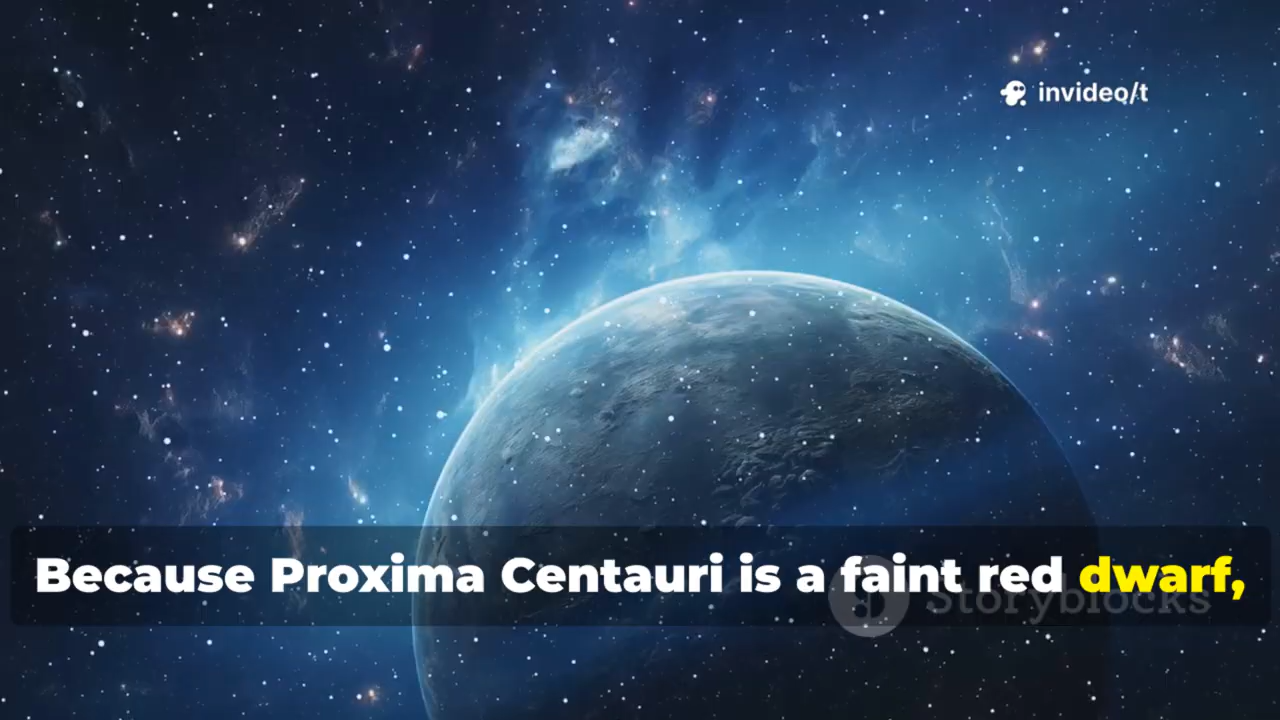 invideo/t
Because Proxima Centauri is a faint red dwarf,
Storyblocks